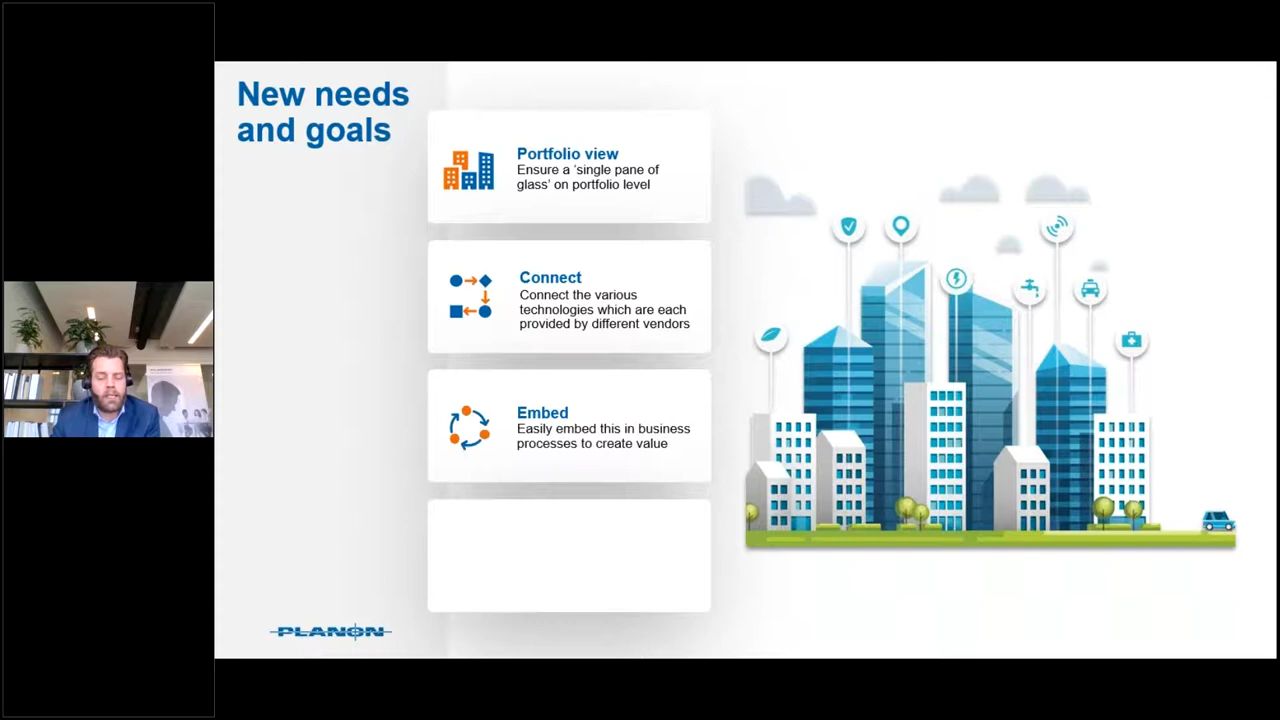 New needs
and goals
Portfolio view
Ensure a ‘single pane of
glass’ on portfolio level
Connect
Connect the various
technologies which are each
provided by different vendors
Embed
Easily embed this in business
processes to create value
PLANON